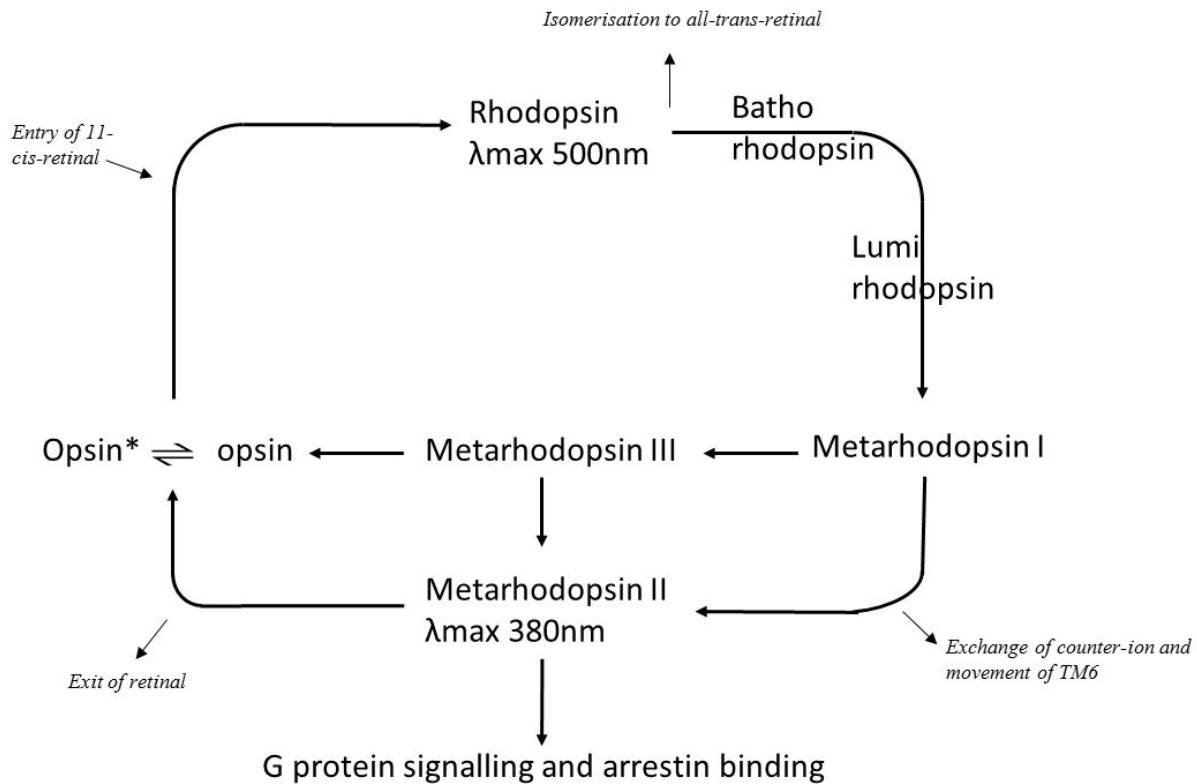 Isomerisation to all-trans-retinal
Entry of 11-
cis-retinal
Rhodopsin
λmax 500nm
Batho
rhodopsin
Lumi
rhodopsin
Opsin* ⇌ opsin
Metarhodopsin III
Metarhodopsin I
Metarhodopsin II
λmax 380nm
Exit of retinal
Exchange of counter-ion and
movement of TM6
G protein signalling and arrestin binding